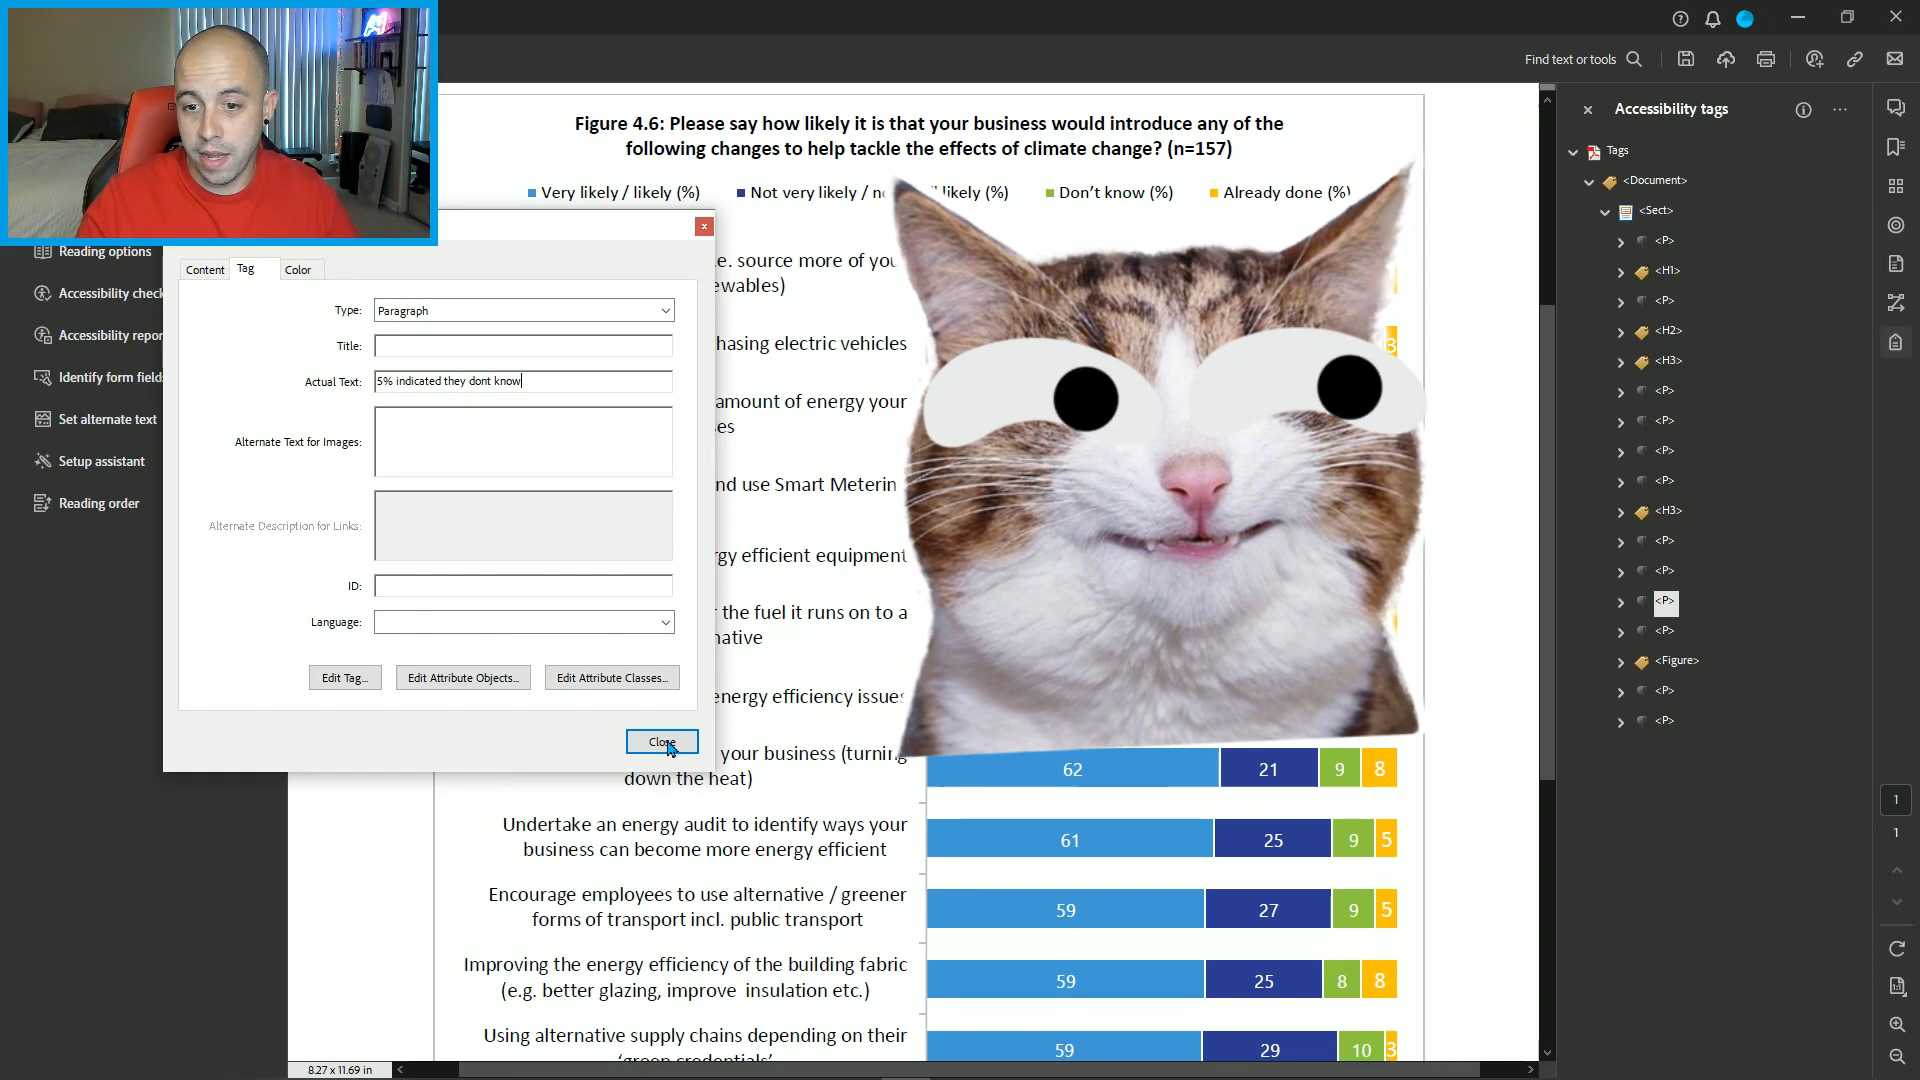 Find text or tools
Reading options
Accessibility check
Accessibility repor
Identify form field
Set alternate text
Setup assistant
Reading order
Content
Tag
Color
Type:
Paragraph
Title:
Actual Text:
5% indicated they dont know
Alternate Text for Images:
Alternate Description for Links:
ID:
Language:
Edit Tag...
Edit Attribute Objects...
Edit Attribute Classes...
Close
Figure 4.6: Please say how likely it is that your business would introduce any of the
following changes to help tackle the effects of climate change? (n=157)
Very likely / likely (%)
Not very likely / no likely (%)
Don't know (%)
Already done (%)
e. source more of you
ewables)
hasing electric vehicles
3
amount of energy your
es
nd use Smart Meterin
rgy efficient equipment
r the fuel it runs on to a
native
energy efficiency issues
your business (turning
down the heat)
62 21 9 8
Undertake an energy audit to identify ways your
business can become more energy efficient
61 25 9 5
Encourage employees to use alternative / greener
forms of transport incl. public transport
59 27 9 5
Improving the energy efficiency of the building fabric
(e.g. better glazing, improve insulation etc.)
59 25 8 8
Using alternative supply chains depending on their
'green credentials'
59 29 10 3
8.27 x 11.69 in
Accessibility tags
Tags
<Document>
<Sect>
<P>
<H1>
<P>
<H2>
<H3>
<P>
<P>
<P>
<P>
<H3>
<P>
<P>
<P>
<P>
<Figure>
<P>
<P>
1
1